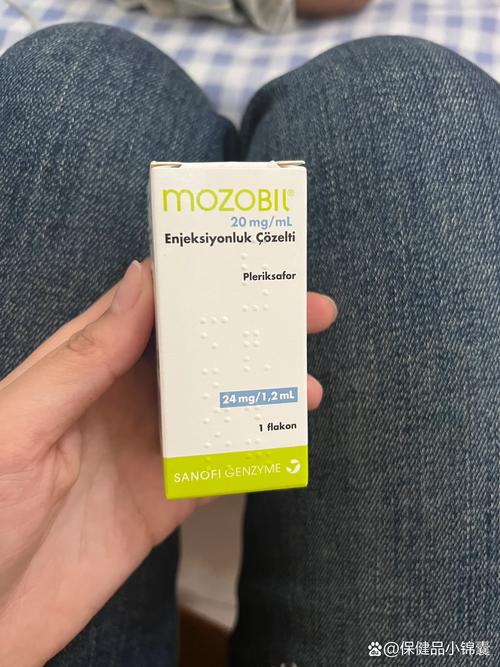 MOZOBIL®
20 mg/mL
Enjeksiyonluk Çözelti
Pleriksafor
24 mg/1,2 mL
1 flakon
SANOFI GENZYME
@保健品小锦囊